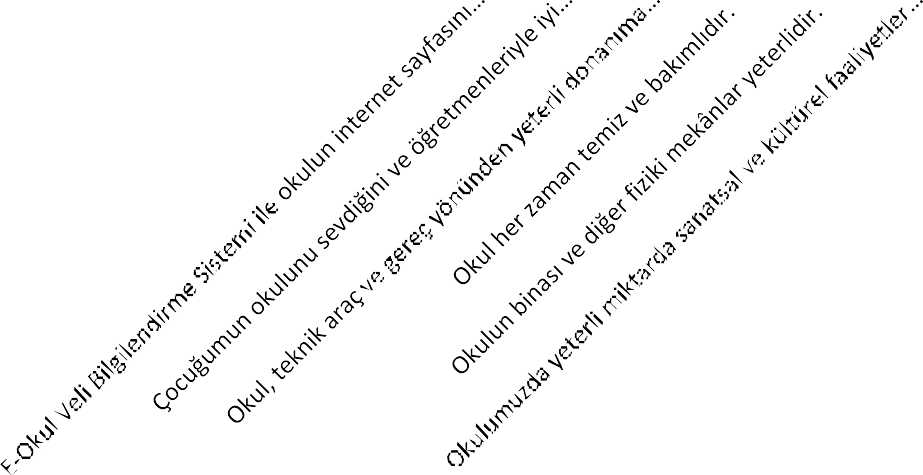 E-Okul Veli Bilgilendirme Sistemi ile okulun internet sayfasını...
Çocuğumun okulunu sevdiğini ve öğretmenleriyle iyi...
Okul, teknik araç ve gereç yönünden yeterli donanıma...
Okul her zaman temiz ve bakımlıdır.
Okulun binası ve diğer fiziki mekânlar yeterlidir.
Okulumuzda yeterli miktarda sanatsal ve kültürel faaliyetler...